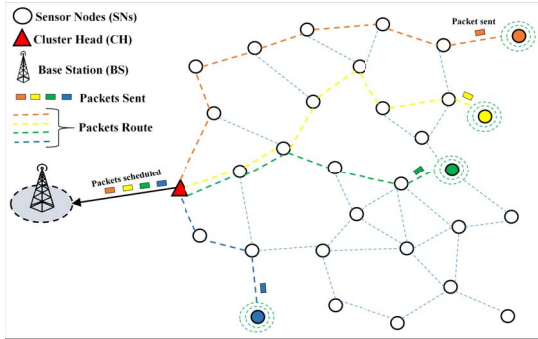 Sensor Nodes (SNs)
Packet sent
Cluster Head (CH)
Base Station (BS)
Packets Sent
Packets Route
Packets scheduled